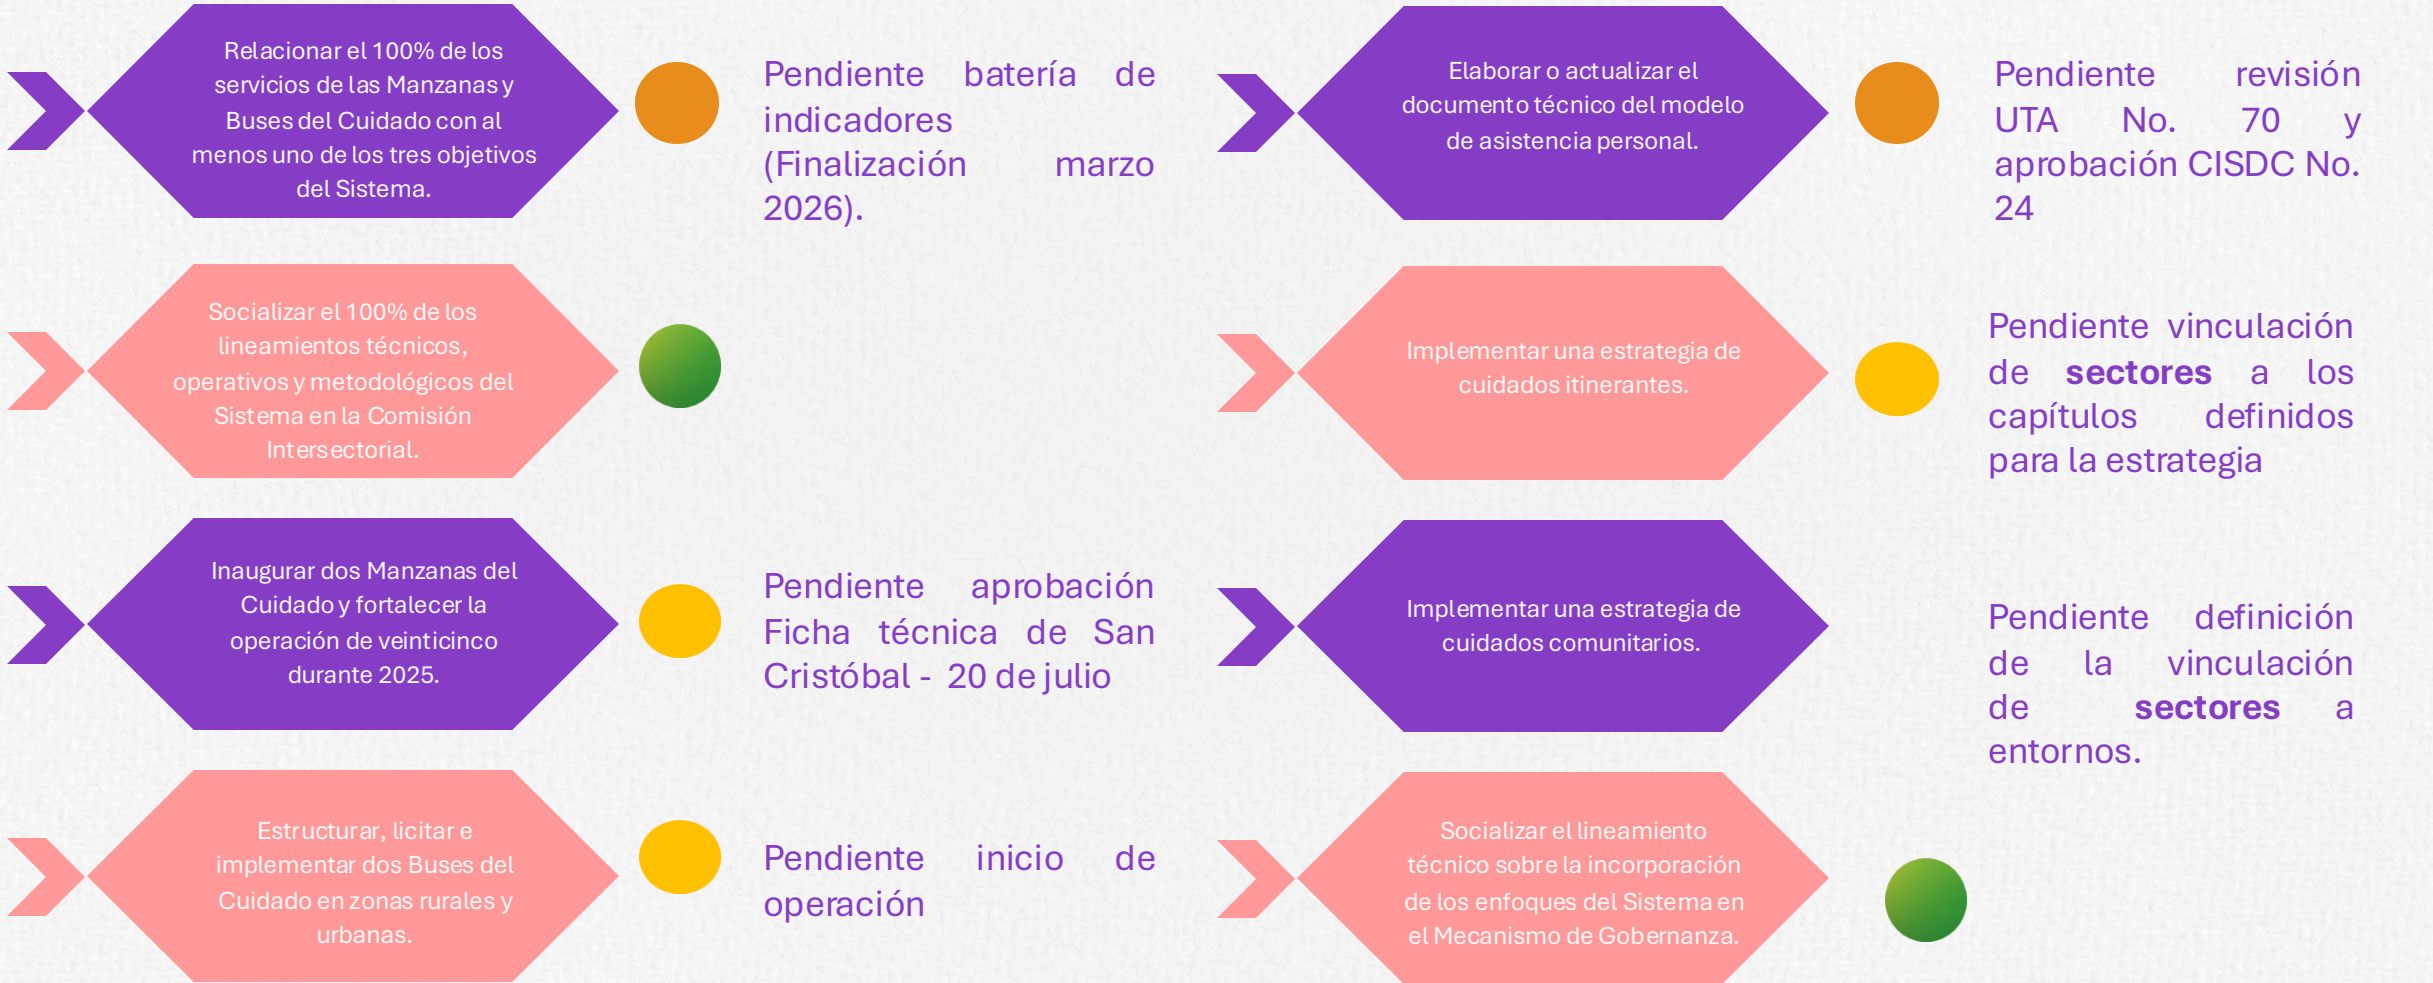 Relacionar el 100% de los
servicios de las Manzanas y
Buses del Cuidado con al
menos uno de los tres objetivos
del Sistema.
Pendiente batería de
indicadores
(Finalización marzo
2026).
Socializar el 100% de los
lineamientos técnicos,
operativos y metodológicos del
Sistema en la Comisión
Intersectorial.
Inaugurar dos Manzanas del
Cuidado y fortalecer la
operación de veinticinco
durante 2025.
Pendiente aprobación
Ficha técnica de San
Cristóbal - 20 de julio
Estructurar, licitar e
implementar dos Buses del
Cuidado en zonas rurales y
urbanas.
Pendiente inicio de
operación
Elaborar o actualizar el
documento técnico del modelo
de asistencia personal.
Pendiente revisión
UTA No. 70 y
aprobación CISDC No.
24
Implementar una estrategia de
cuidados itinerantes.
Pendiente vinculación
de sectores a los
capítulos definidos
para la estrategia
Implementar una estrategia de
cuidados comunitarios.
Pendiente definición
de la vinculación
de sectores a
entornos.
Socializar el lineamiento
técnico sobre la incorporación
de los enfoques del Sistema en
el Mecanismo de Gobernanza.